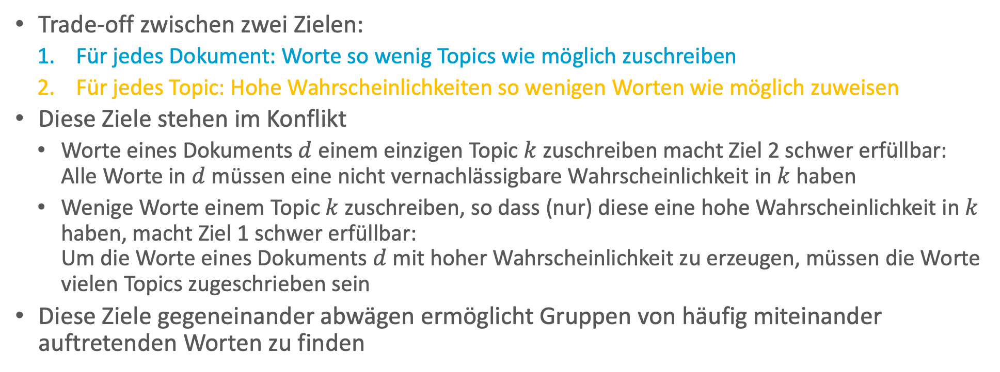 • Trade-off zwischen zwei Zielen:
1. Für jedes Dokument: Worte so wenig Topics wie möglich zuschreiben
2. Für jedes Topic: Hohe Wahrscheinlichkeiten so wenigen Worten wie möglich zuweisen
• Diese Ziele stehen im Konflikt
• Worte eines Dokuments d einem einzigen Topic k zuschreiben macht Ziel 2 schwer erfüllbar:
Alle Worte in d müssen eine nicht vernachlässigbare Wahrscheinlichkeit in k haben
• Wenige Worte einem Topic k zuschreiben, so dass (nur) diese eine hohe Wahrscheinlichkeit in k
haben, macht Ziel 1 schwer erfüllbar:
Um die Worte eines Dokuments d mit hoher Wahrscheinlichkeit zu erzeugen, müssen die Worte
vielen Topics zugeschrieben sein
• Diese Ziele gegeneinander abwägen ermöglicht Gruppen von häufig miteinander
auftretenden Worten zu finden